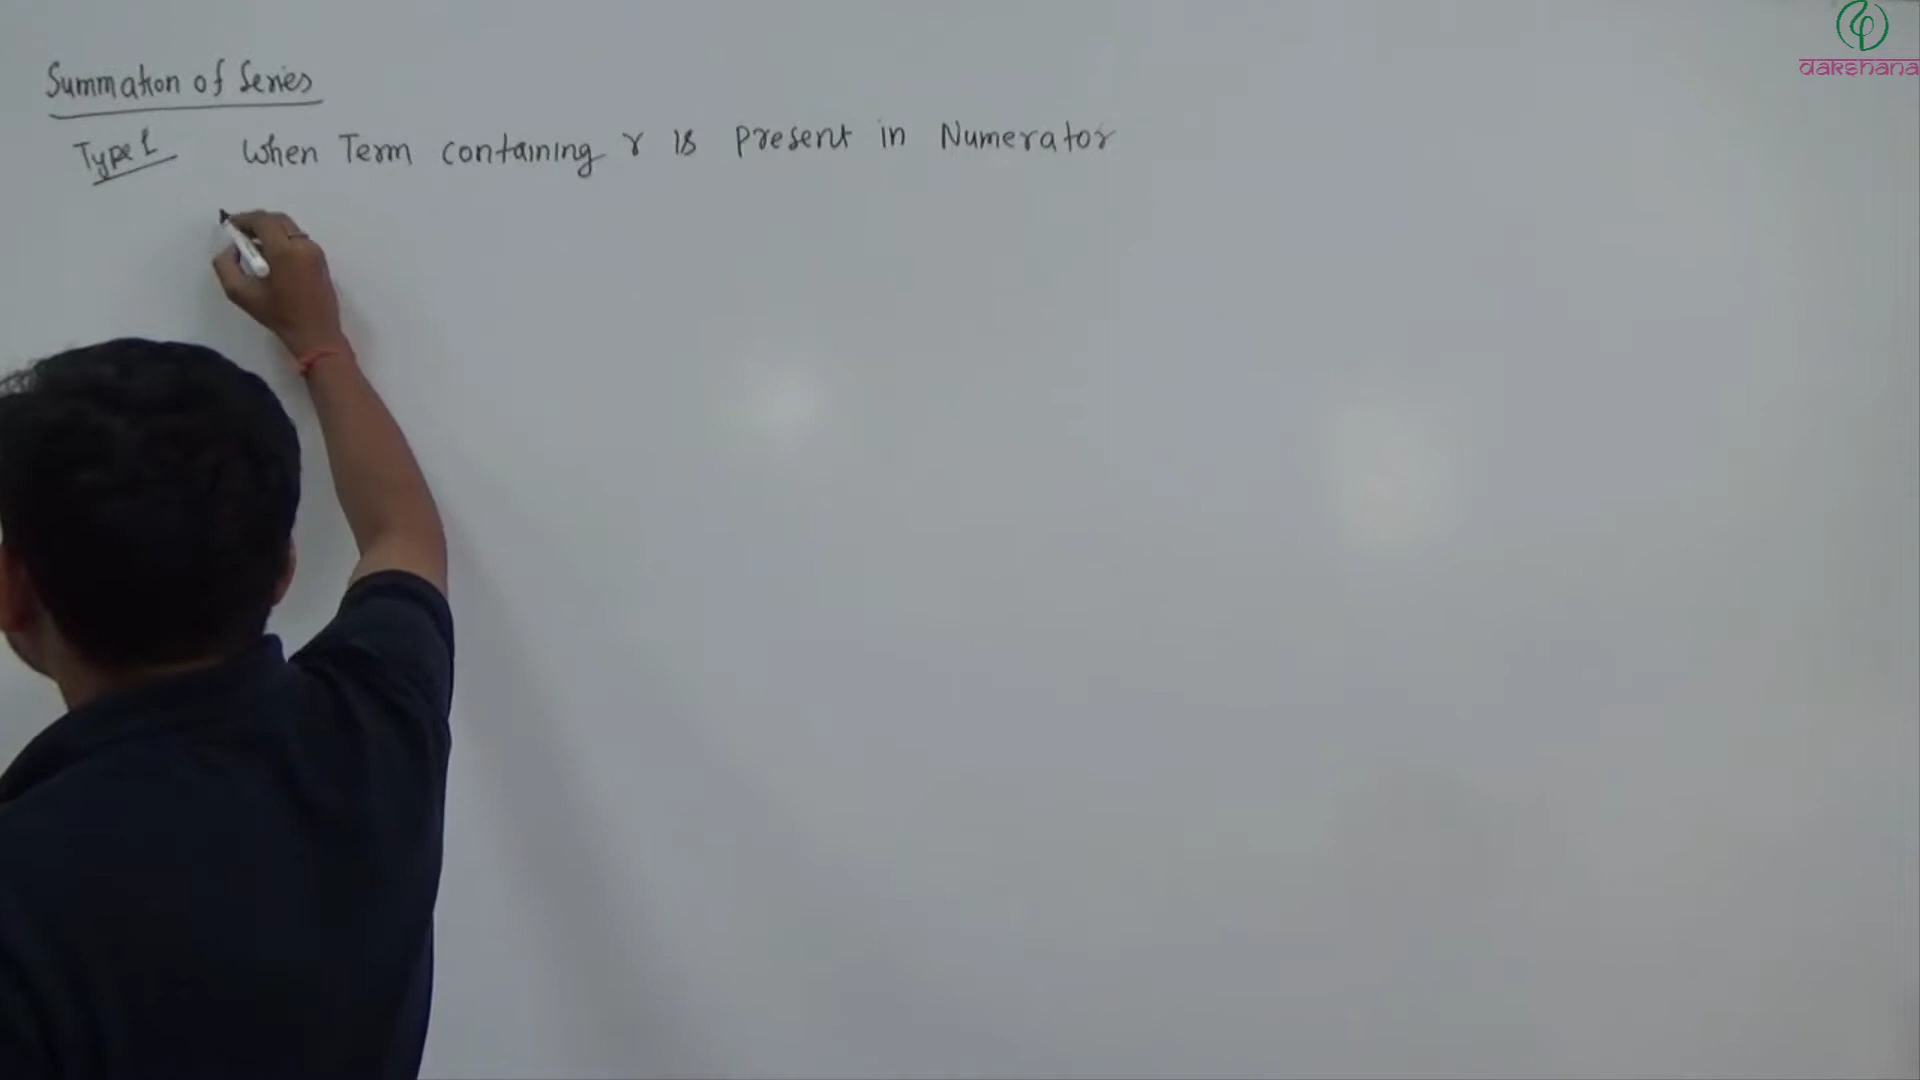 Summation of Series
Type 1 When Term containing r is present in Numerator
dakshana